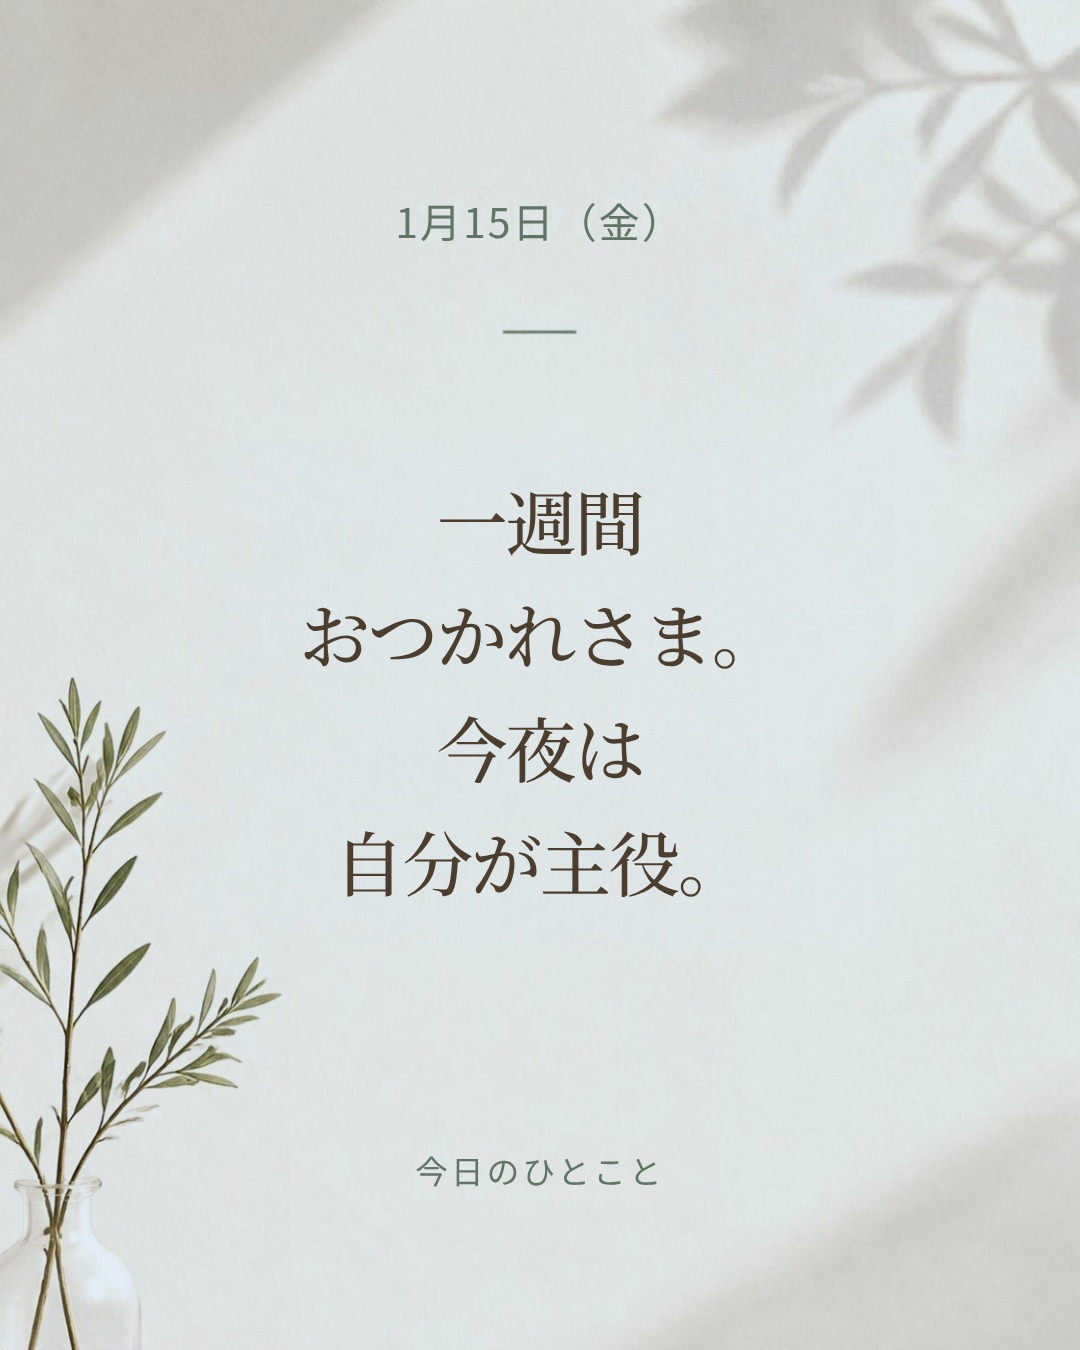 1月15日（金）
一週間
おつかれさま。
今夜は
自分が主役。
今日のひとこと